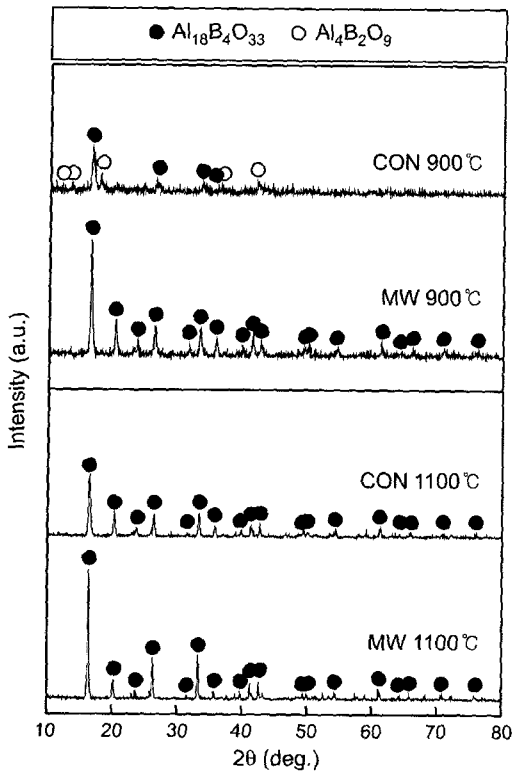 ● Al₁₈B₄O₃₃ ○ Al₄B₂O₉
CON 900℃
MW 900℃
CON 1100℃
MW 1100℃
Intensity (a.u.)
10 20 30 40 50 60 70 80
2θ (deg.)